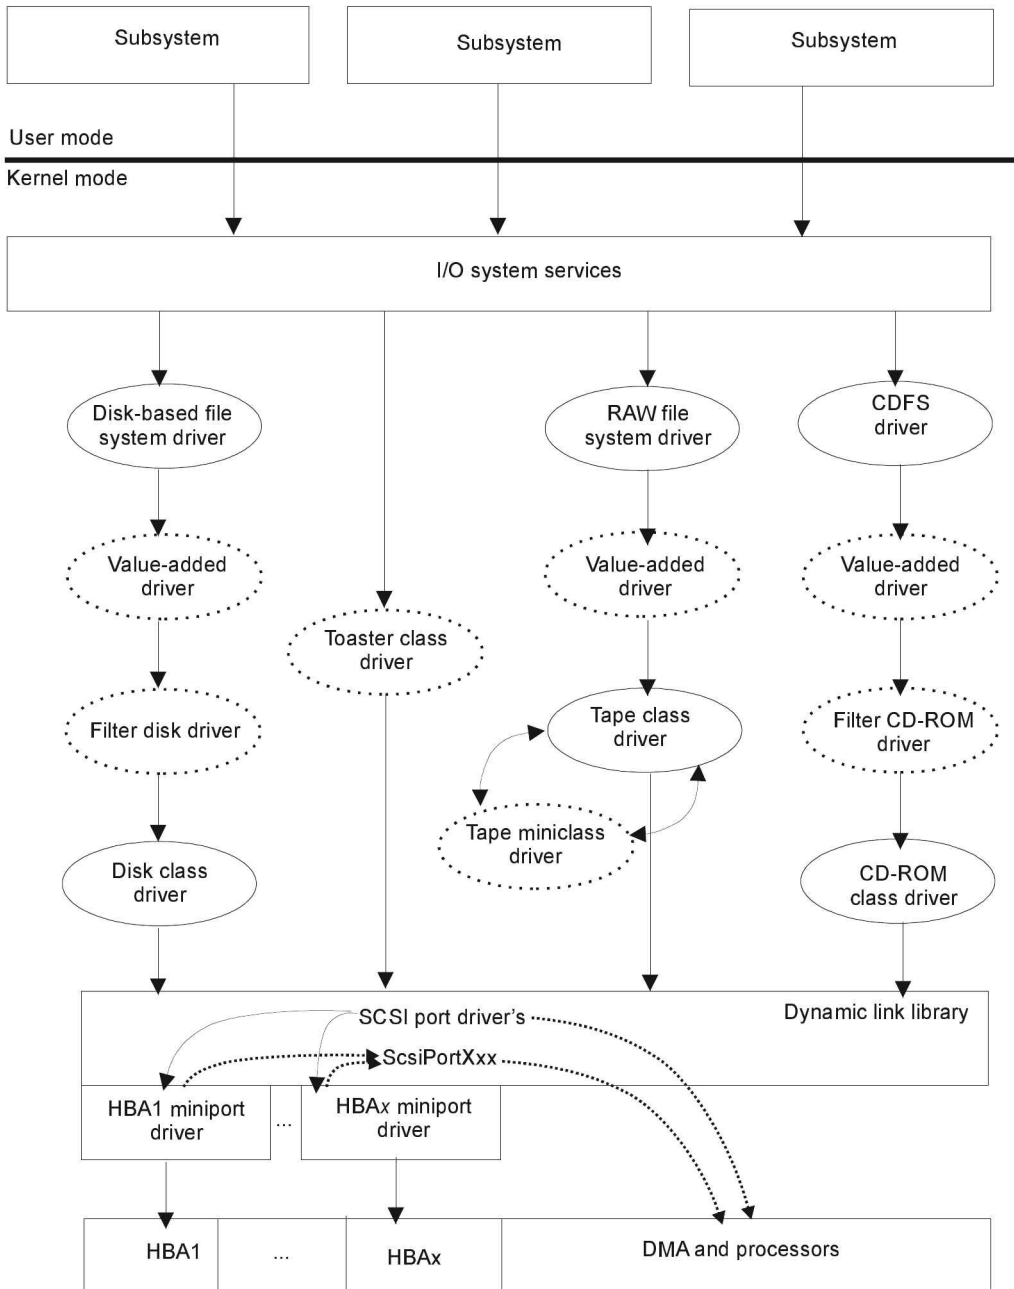 Subsystem
Subsystem
Subsystem
User mode
Kernel mode
I/O system services
Disk-based file
system driver
RAW file
system driver
CDFS
driver
Value-added
driver
Value-added
driver
Value-added
driver
Toaster class
driver
Filter disk driver
Tape class
driver
Filter CD-ROM
driver
Tape miniclass
driver
Disk class
driver
CD-ROM
class driver
Dynamic link library
SCSI port driver's
ScsiPortXxx
HBA1 miniport
driver
...
HBAx miniport
driver
HBA1
...
HBAx
DMA and processors